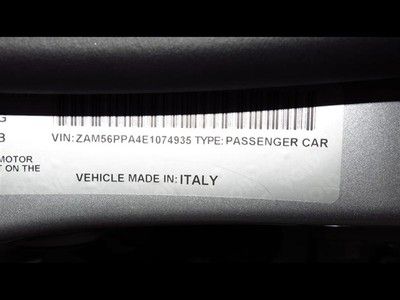 G
B
VIN:ZAM56PPA4E1074935 TYPE: PASSENGER CAR
MOTOR
T ON THE
VEHICLE MADE IN: ITALY